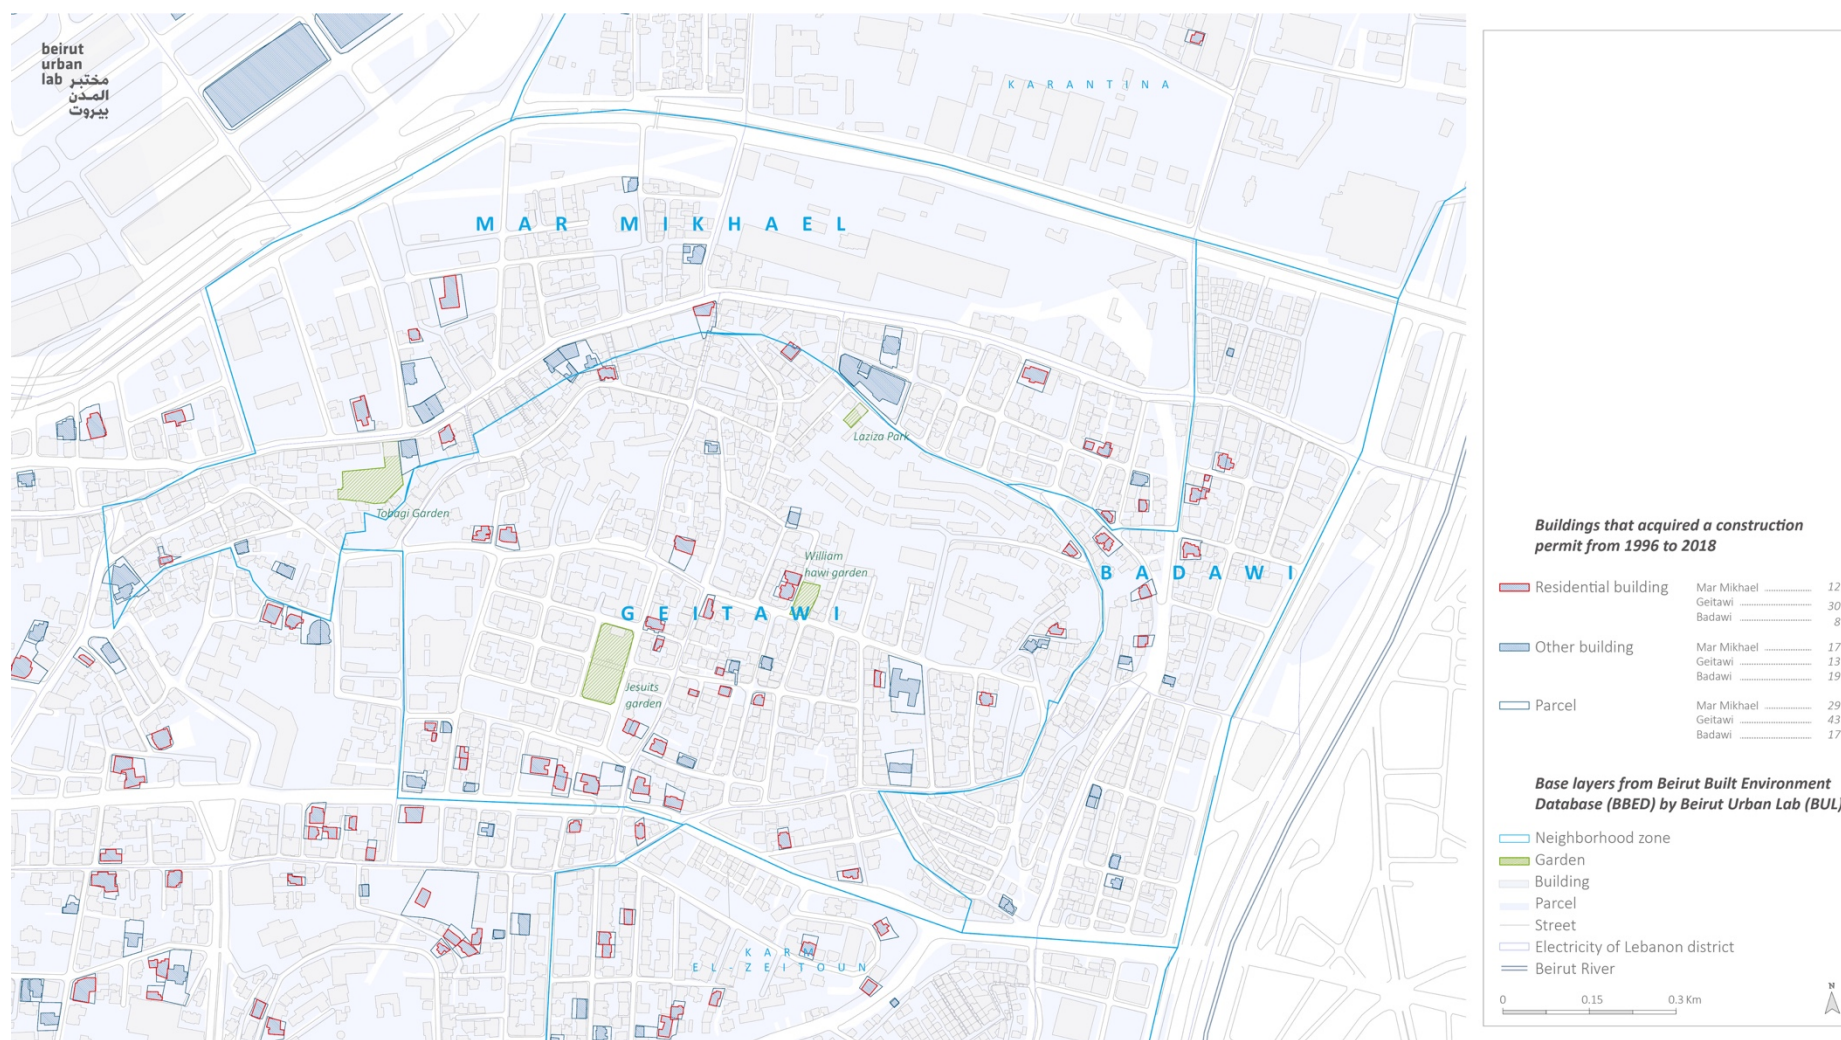 beirut
urban
lab مختبر
المدن
بيروت
KARANTINA
MAR MIKHAEL
Laziza Park
Tobagi Garden
William
hawi garden
BADAWI
GEITAWI
Jesuits
garden
KARM
EL-ZEITOUN
Buildings that acquired a construction
permit from 1996 to 2018
Residential building
Mar Mikhael 12
Geitawi 30
Badawi 8
Other building
Mar Mikhael 17
Geitawi 13
Badawi 19
Parcel
Mar Mikhael 29
Geitawi 43
Badawi 17
Base layers from Beirut Built Environment
Database (BBED) by Beirut Urban Lab (BUL)
Neighborhood zone
Garden
Building
Parcel
Street
Electricity of Lebanon district
Beirut River
0 0.15 0.3 Km
N